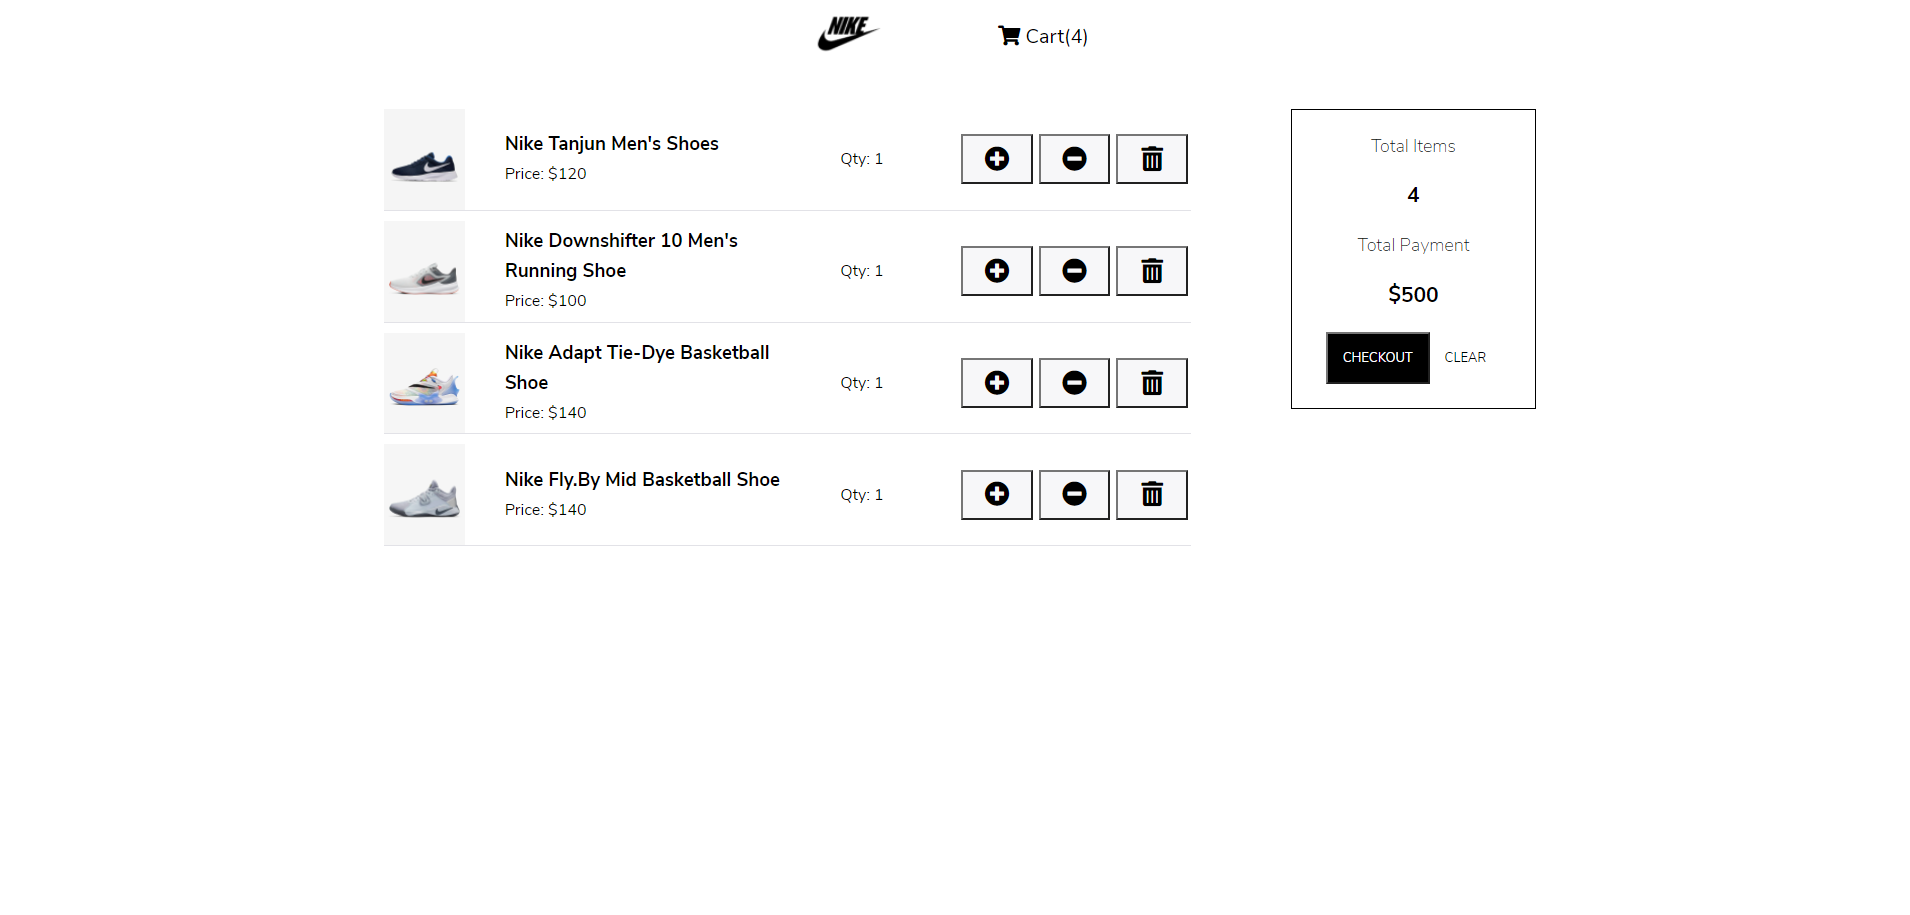 NIKE
Cart(4)
Nike Tanjun Men's Shoes
Price: $120
Qty: 1
Nike Downshifter 10 Men's
Running Shoe
Price: $100
Qty: 1
Nike Adapt Tie-Dye Basketball
Shoe
Price: $140
Qty: 1
Nike Fly.By Mid Basketball Shoe
Price: $140
Qty: 1
Total Items
4
Total Payment
$500
CHECKOUT
CLEAR